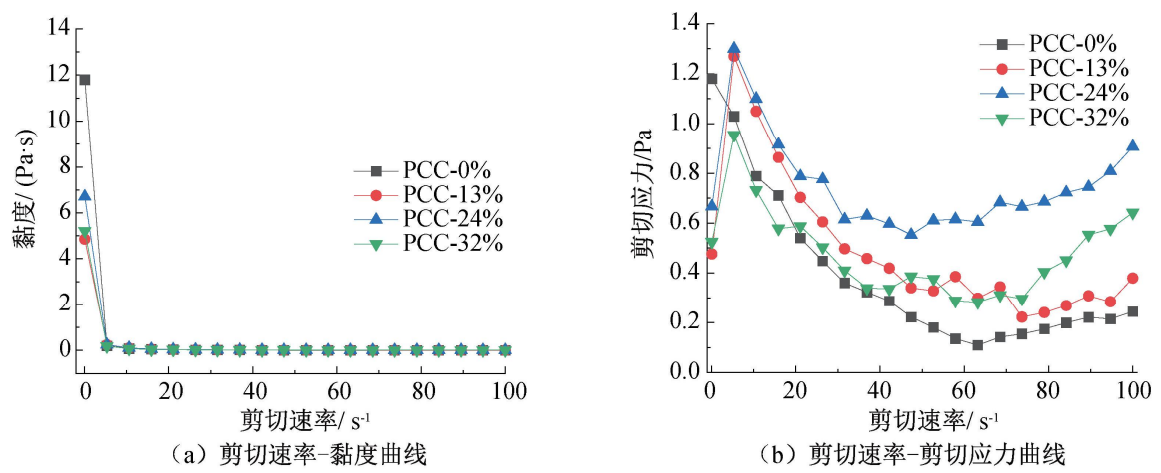 14
12
10
8
6
4
2
0
黏度/ (Pa·s)
PCC-0%
PCC-13%
PCC-24%
PCC-32%
0 20 40 60 80 100
剪切速率/ s⁻¹
（a）剪切速率-黏度曲线
1.4
1.2
1.0
0.8
0.6
0.4
0.2
0.0
剪切应力/Pa
PCC-0%
PCC-13%
PCC-24%
PCC-32%
0 20 40 60 80 100
剪切速率/ s⁻¹
（b）剪切速率-剪切应力曲线